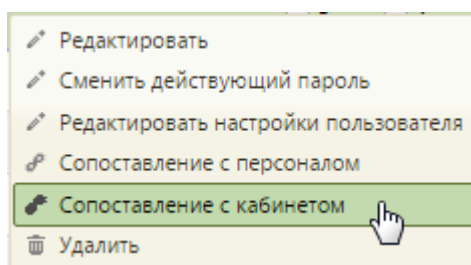 Редактировать
Сменить действующий пароль
Редактировать настройки пользователя
Сопоставление с персоналом
Сопоставление с кабинетом
Удалить